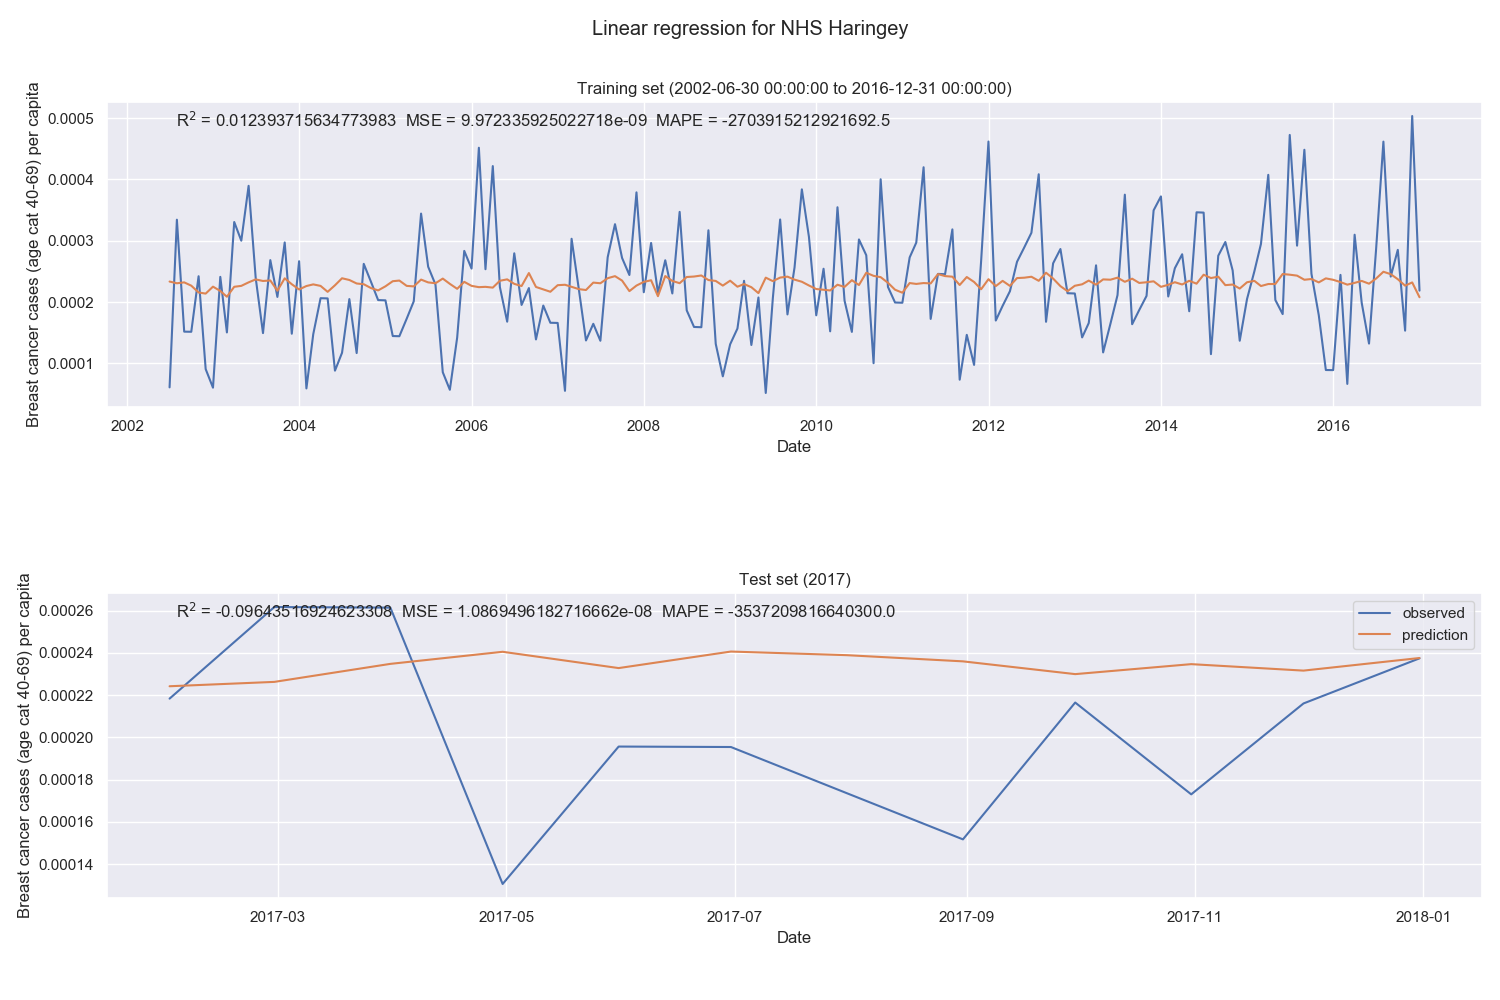 Linear regression for NHS Haringey
Training set (2002-06-30 00:00:00 to 2016-12-31 00:00:00)
R² = 0.012393715634773983 MSE = 9.972335925022718e-09 MAPE = -2703915212921692.5
Breast cancer cases (age cat 40-69) per capita
0.0005
0.0004
0.0003
0.0002
0.0001
2002 2004 2006 2008 2010 2012 2014 2016
Date
Test set (2017)
R² = -0.096435516924623308 MSE = 1.0869496182716662e-08 MAPE = -3537209816640300.0
observed
prediction
Breast cancer cases (age cat 40-69) per capita
0.00026
0.00024
0.00022
0.00020
0.00018
0.00016
0.00014
2017-03 2017-05 2017-07 2017-09 2017-11 2018-01
Date